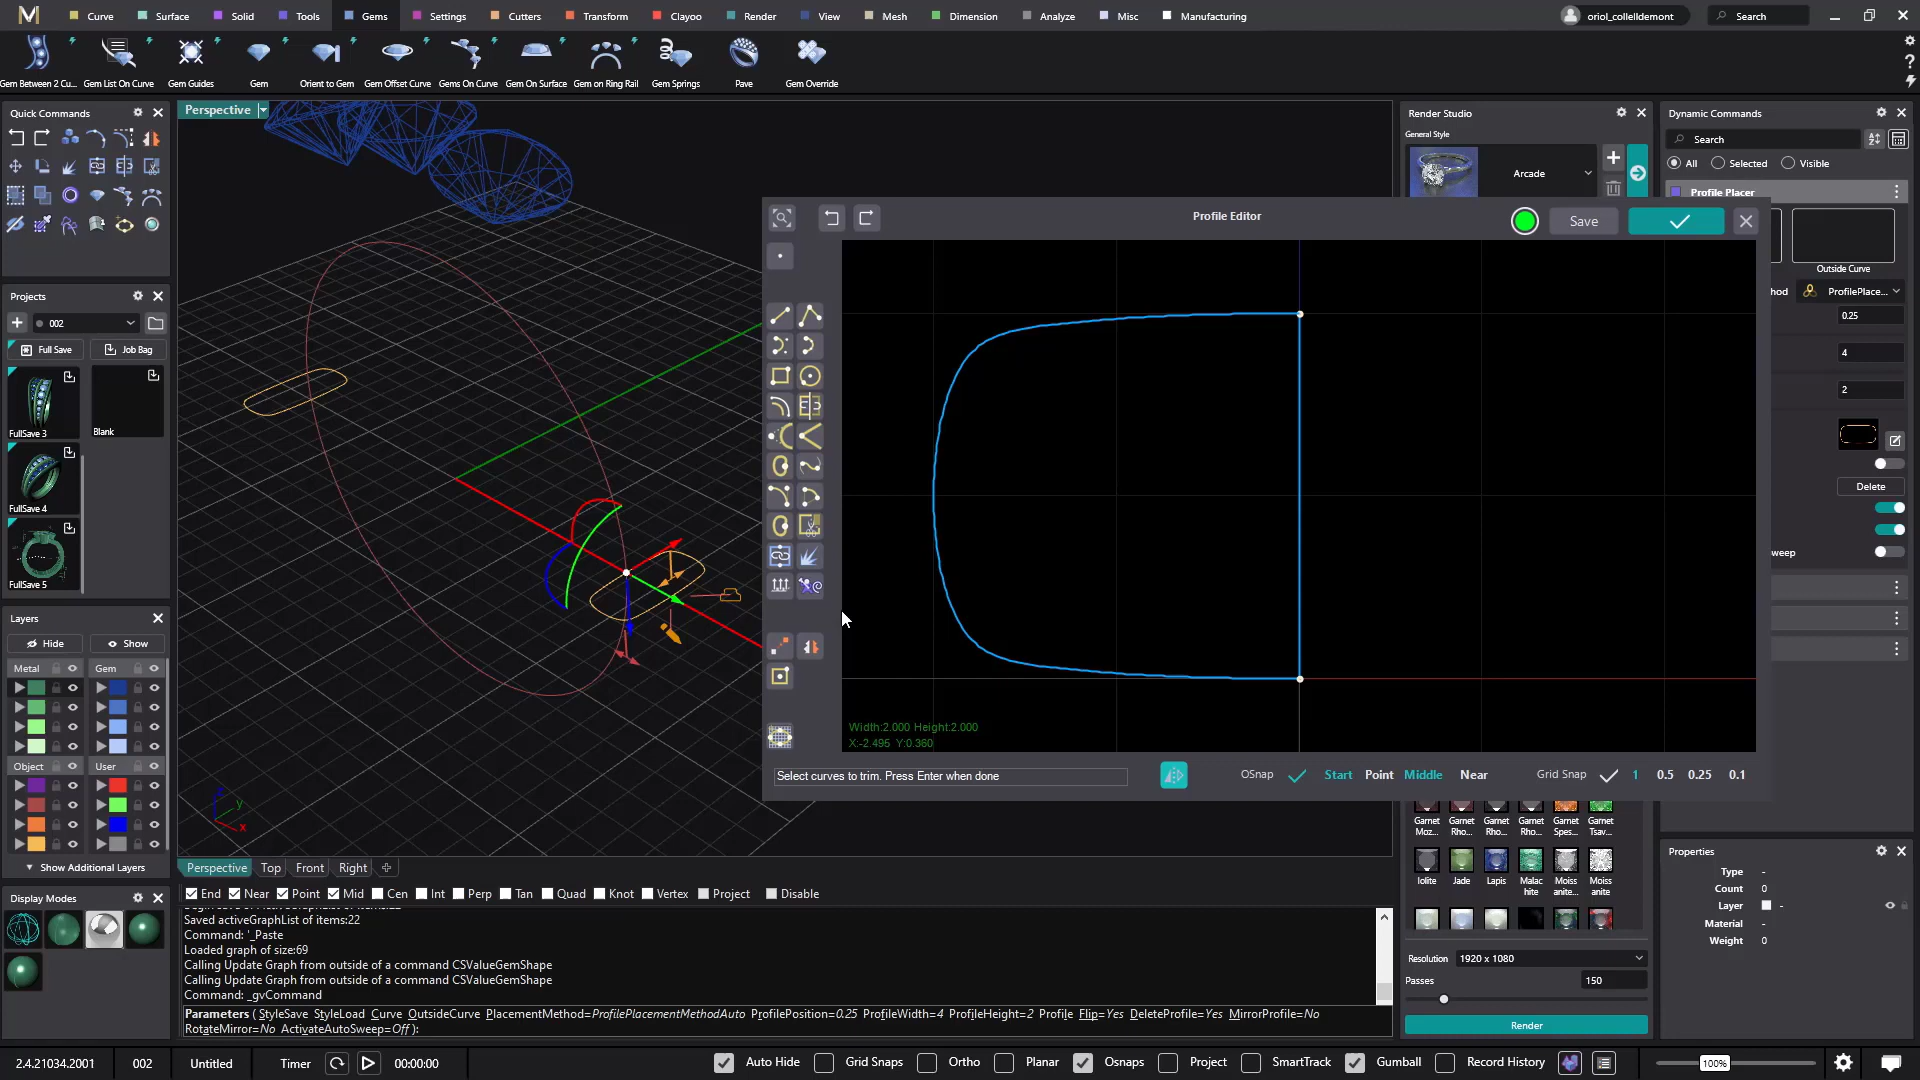 Curve Surface Solid Tools Gems Settings Cutters Transform Clayoo Render View Mesh Dimension Analyze Misc Manufacturing oriol_collelldemont Search
Gem Between 2 Cu... Gem List On Curve Gem Guides Gem Orient to Gem Gem Offset Curve Gems On Curve Gem On Surface Gem on Ring Rail Gem Springs Pave Gem Override
Quick Commands
Perspective
Render Studio
General Style
Arcade
Dynamic Commands
Search
All Selected Visible
Profile Placer
Outside Curve
hod ProfilePlace...
0.25
4
2
Delete
weep
Projects
002
Full Save Job Bag
FullSave 3 Blank
FullSave 4
FullSave 5
Layers
Hide Show
Metal Gem
Object User
Show Additional Layers
Display Modes
Profile Editor
Save
Width:2.000 Height:2.000
X:-2.495 Y:0.360
Select curves to trim. Press Enter when done
OSnap Start Point Middle Near Grid Snap 1 0.5 0.25 0.1
z y x
Perspective Top Front Right
End Near Point Mid Cen Int Perp Tan Quad Knot Vertex Project Disable
Saved activeGraphList of items:22
Command: '_Paste
Loaded graph of size:69
Calling Update Graph from outside of a command CSValueGemShape
Calling Update Graph from outside of a command CSValueGemShape
Command: _gvCommand
Parameters ( StyleSave StyleLoad Curve OutsideCurve PlacementMethod=ProfilePlacementMethodAuto ProfilePosition=0.25 ProfileWidth=4 ProfileHeight=2 Profile Flip=Yes DeleteProfile=Yes MirrorProfile=No
RotateMirror=No ActivateAutoSweep=Off ):
Garnet Moz... Garnet Rho... Garnet Rho... Garnet Rho... Garnet Spes... Garnet Tsav...
Iolite Jade Lapis Malac hite Moiss anite... Moiss anite
Resolution 1920 x 1080
Passes 150
Render
Properties
Type -
Count 0
Layer -
Material -
Weight 0
2.4.21034.2001 002 Untitled Timer 00:00:00 Auto Hide Grid Snaps Ortho Planar Osnaps Project SmartTrack Gumball Record History 100%